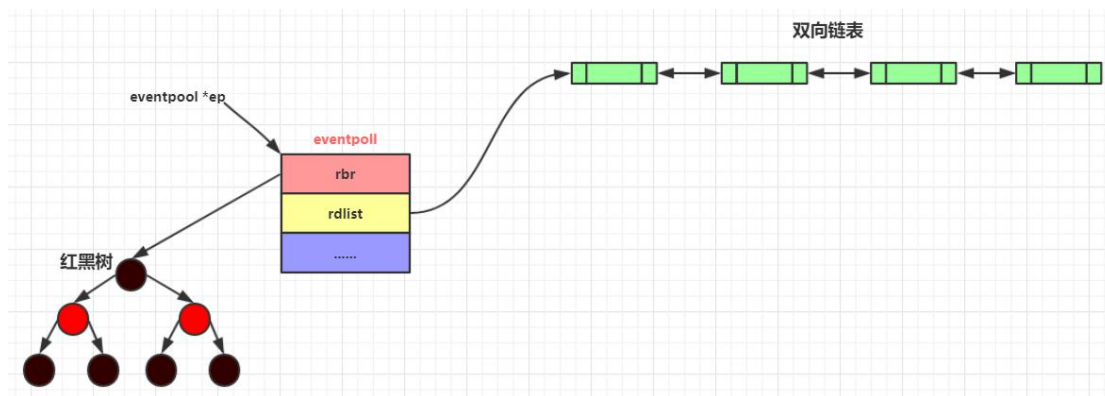 双向链表
eventpool *ep
eventpoll
rbr
rdlist
......
红黑树